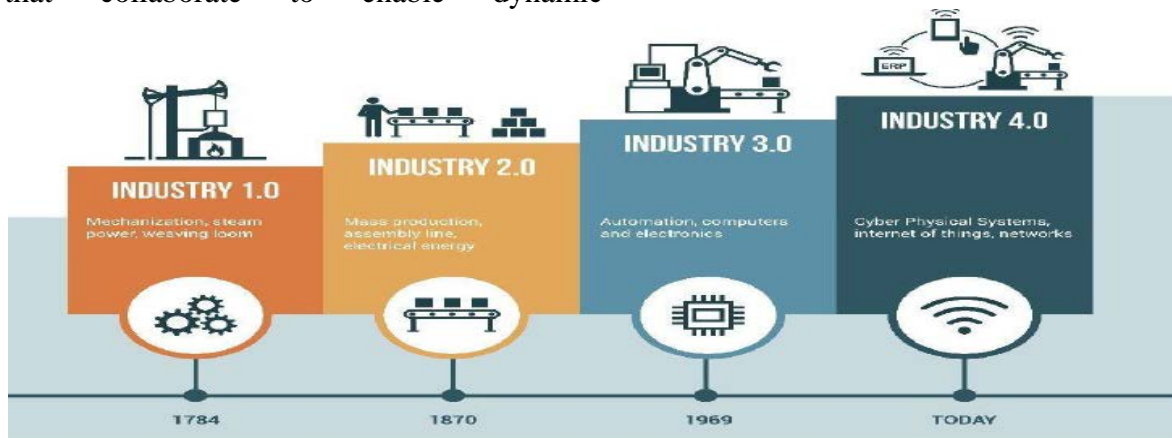 that collaborate to enable dynamic
ERP
INDUSTRY 1.0
Mechanization, steam
power, weaving loom
INDUSTRY 2.0
Mass production,
assembly line,
electrical energy
INDUSTRY 3.0
Automation, computers
and electronics
INDUSTRY 4.0
Cyber Physical Systems,
internet of things, networks
1784
1870
1969
TODAY